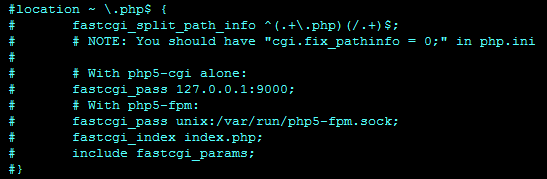 #location ~ \.php$ {
#       fastcgi_split_path_info ^(.+\.php)(/.+)$;
#       # NOTE: You should have "cgi.fix_pathinfo = 0;" in php.ini
#
#       # With php5-cgi alone:
#       fastcgi_pass 127.0.0.1:9000;
#       # With php5-fpm:
#       fastcgi_pass unix:/var/run/php5-fpm.sock;
#       fastcgi_index index.php;
#       include fastcgi_params;
#}